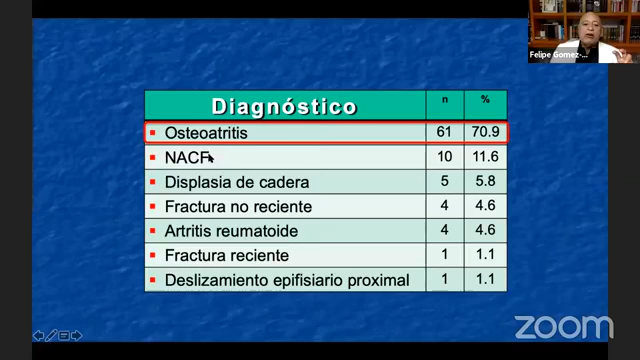 Felipe Gomez-...
Diagnóstico n %
Osteoatritis 61 70.9
NACF 10 11.6
Displasia de cadera 5 5.8
Fractura no reciente 4 4.6
Artritis reumatoide 4 4.6
Fractura reciente 1 1.1
Deslizamiento epifisiario proximal 1 1.1
zoom